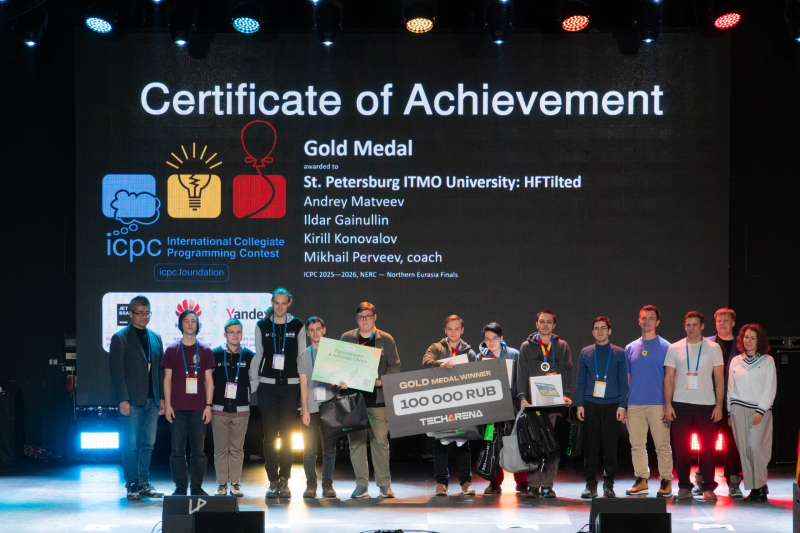 Certificate of Achievement
Gold Medal
awarded to
St. Petersburg ITMO University: HFTilted
Andrey Matveev
Ildar Gainullin
Kirill Konovalov
Mikhail Perveev, coach
ICPC 2025—2026, NERC — Northern Eurasia Finals
icpc
International Collegiate
Programming Contest
icpc.foundation
JET
BRA
Yandex
GOLD MEDAL WINNER
100 000 RUB
TECHARENA